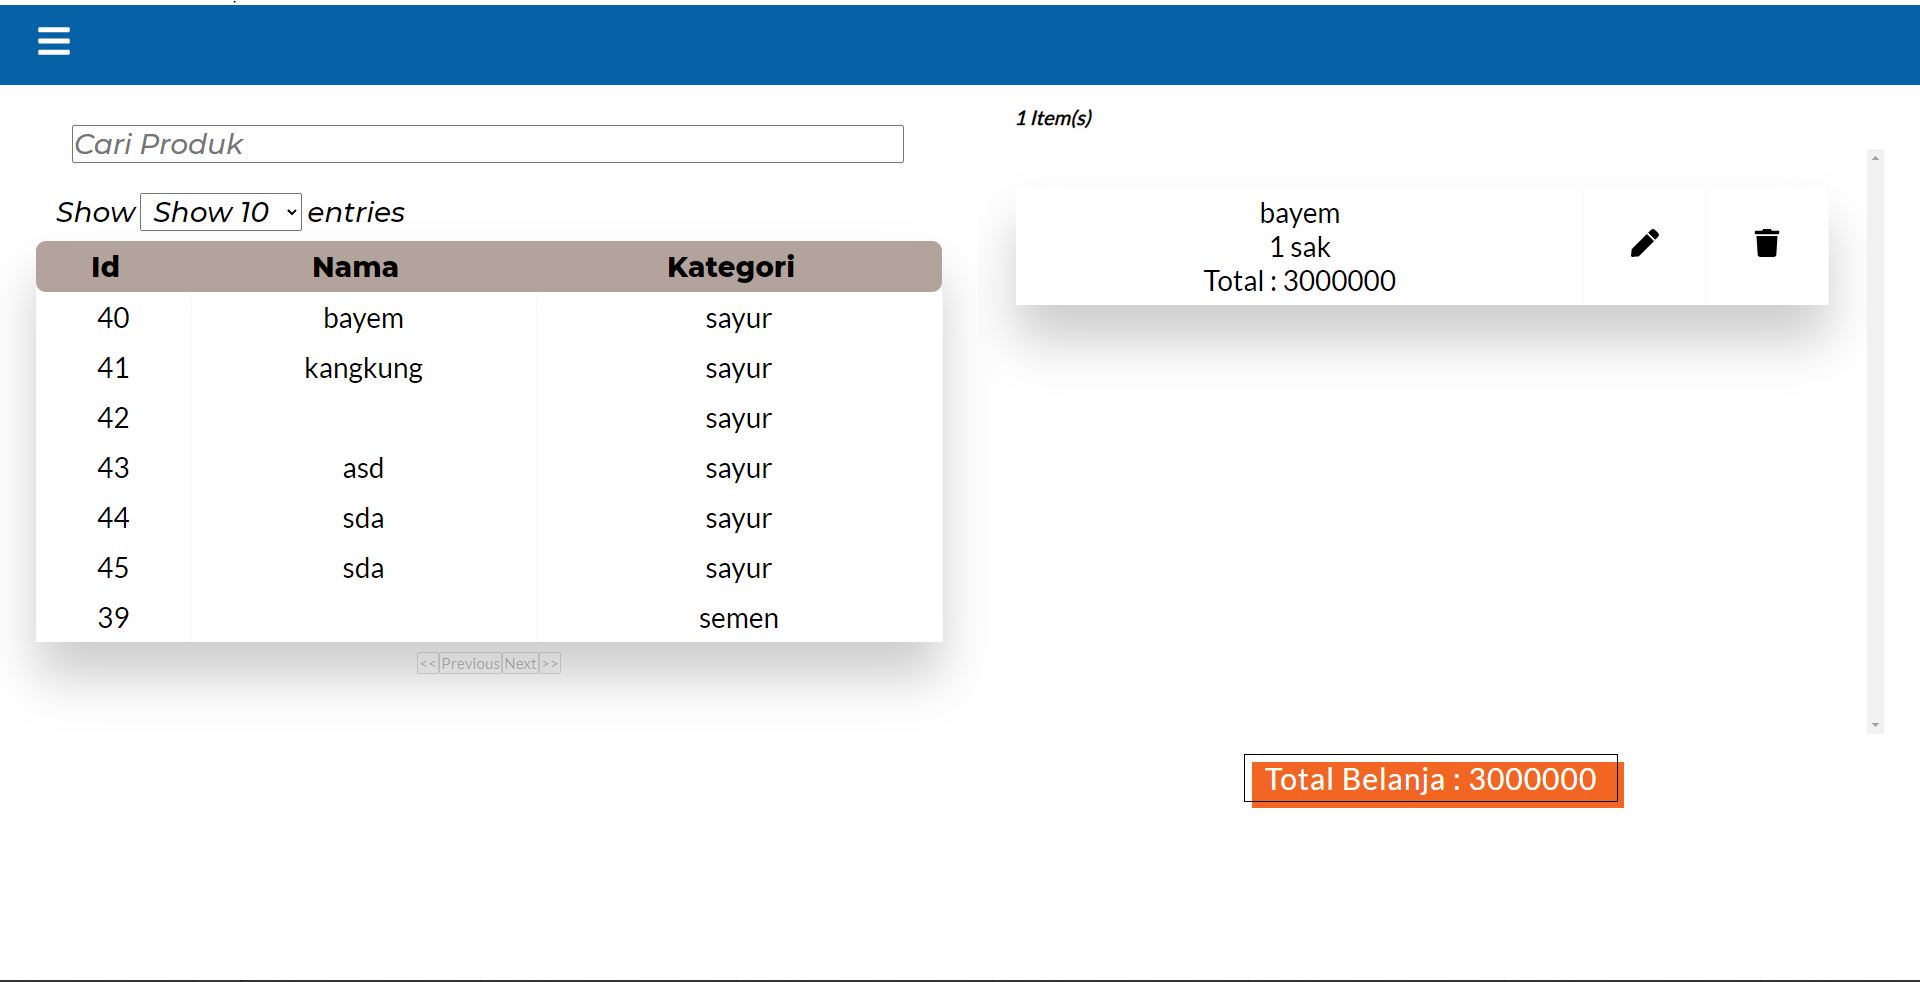 Cari Produk
Show Show 10 entries
Id Nama Kategori
40 bayem sayur
41 kangkung sayur
42 sayur
43 asd sayur
44 sda sayur
45 sda sayur
39 semen
<< Previous Next >>
1 Item(s)
bayem
1 sak
Total : 3000000
Total Belanja : 3000000